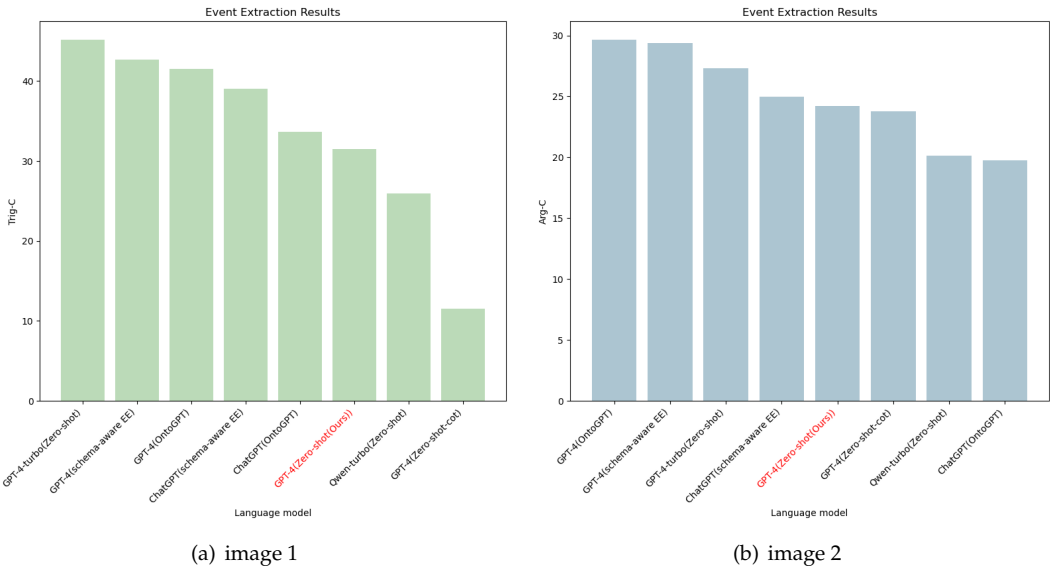 Event Extraction Results
40
30
20
10
0
Trig-C
GPT-4-turbo(Zero-shot)
GPT-4(schema-aware EE)
GPT-4(OntoGPT)
ChatGPT(schema-aware EE)
ChatGPT(OntoGPT)
GPT-4(Zero-shot(Ours))
Qwen-turbo(Zero-shot)
GPT-4(Zero-shot-cot)
Language model
(a) image 1
Event Extraction Results
30
25
20
15
10
5
0
Arg-C
GPT-4(OntoGPT)
GPT-4(schema-aware EE)
GPT-4-turbo(Zero-shot)
ChatGPT(schema-aware EE)
GPT-4(Zero-shot(Ours))
GPT-4(Zero-shot-cot)
Qwen-turbo(Zero-shot)
ChatGPT(OntoGPT)
Language model
(b) image 2